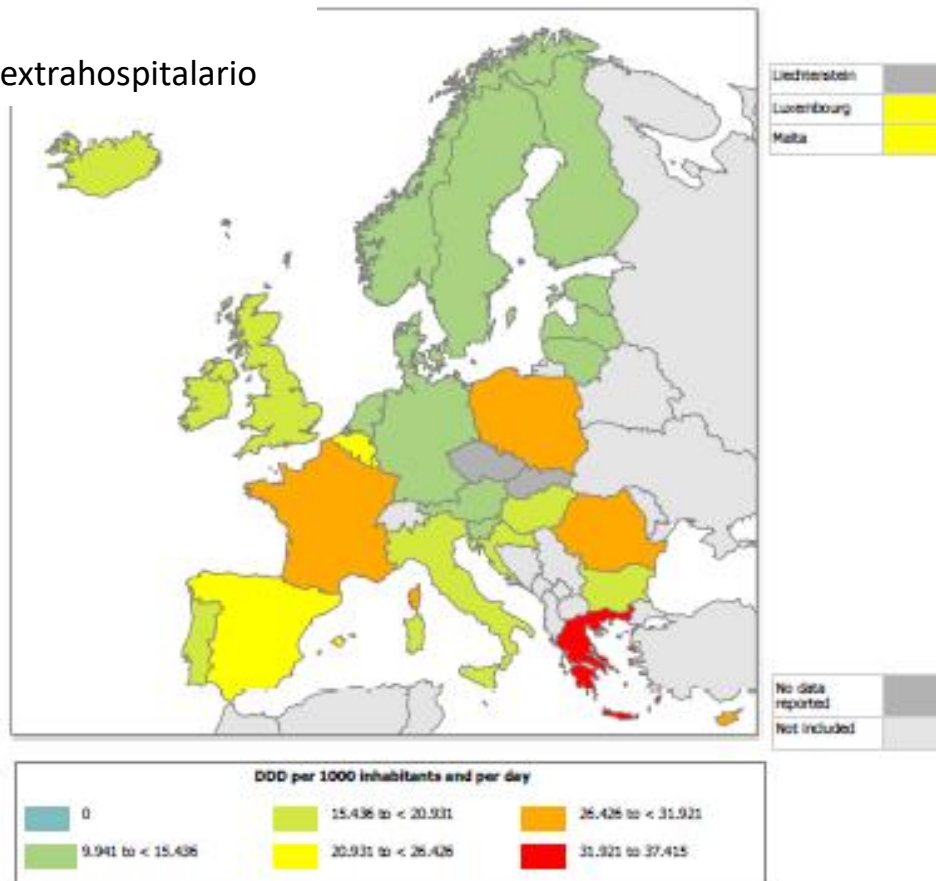 extrahospitalario
Liechtenstein
Luxembourg
Malta
No data
reported
Not included
DDD per 1000 inhabitants and per day
0
15.436 to < 20.931
26.426 to < 31.921
9.941 to < 15.436
20.931 to < 26.426
31.921 to 37.415